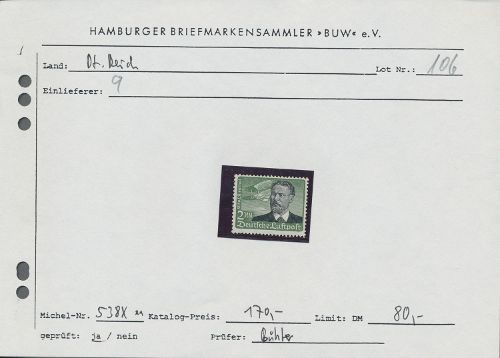 HAMBURGER BRIEFMARKENSAMMLER »BUW« e.V.
Land: Dt. Reich Lot Nr.: 106
Einlieferer: 9
2 RM
Deutsche Luftpost
Michel-Nr. 538X Katalog-Preis: 170,- Limit: DM 80,-
geprüft: ja / nein Prüfer: